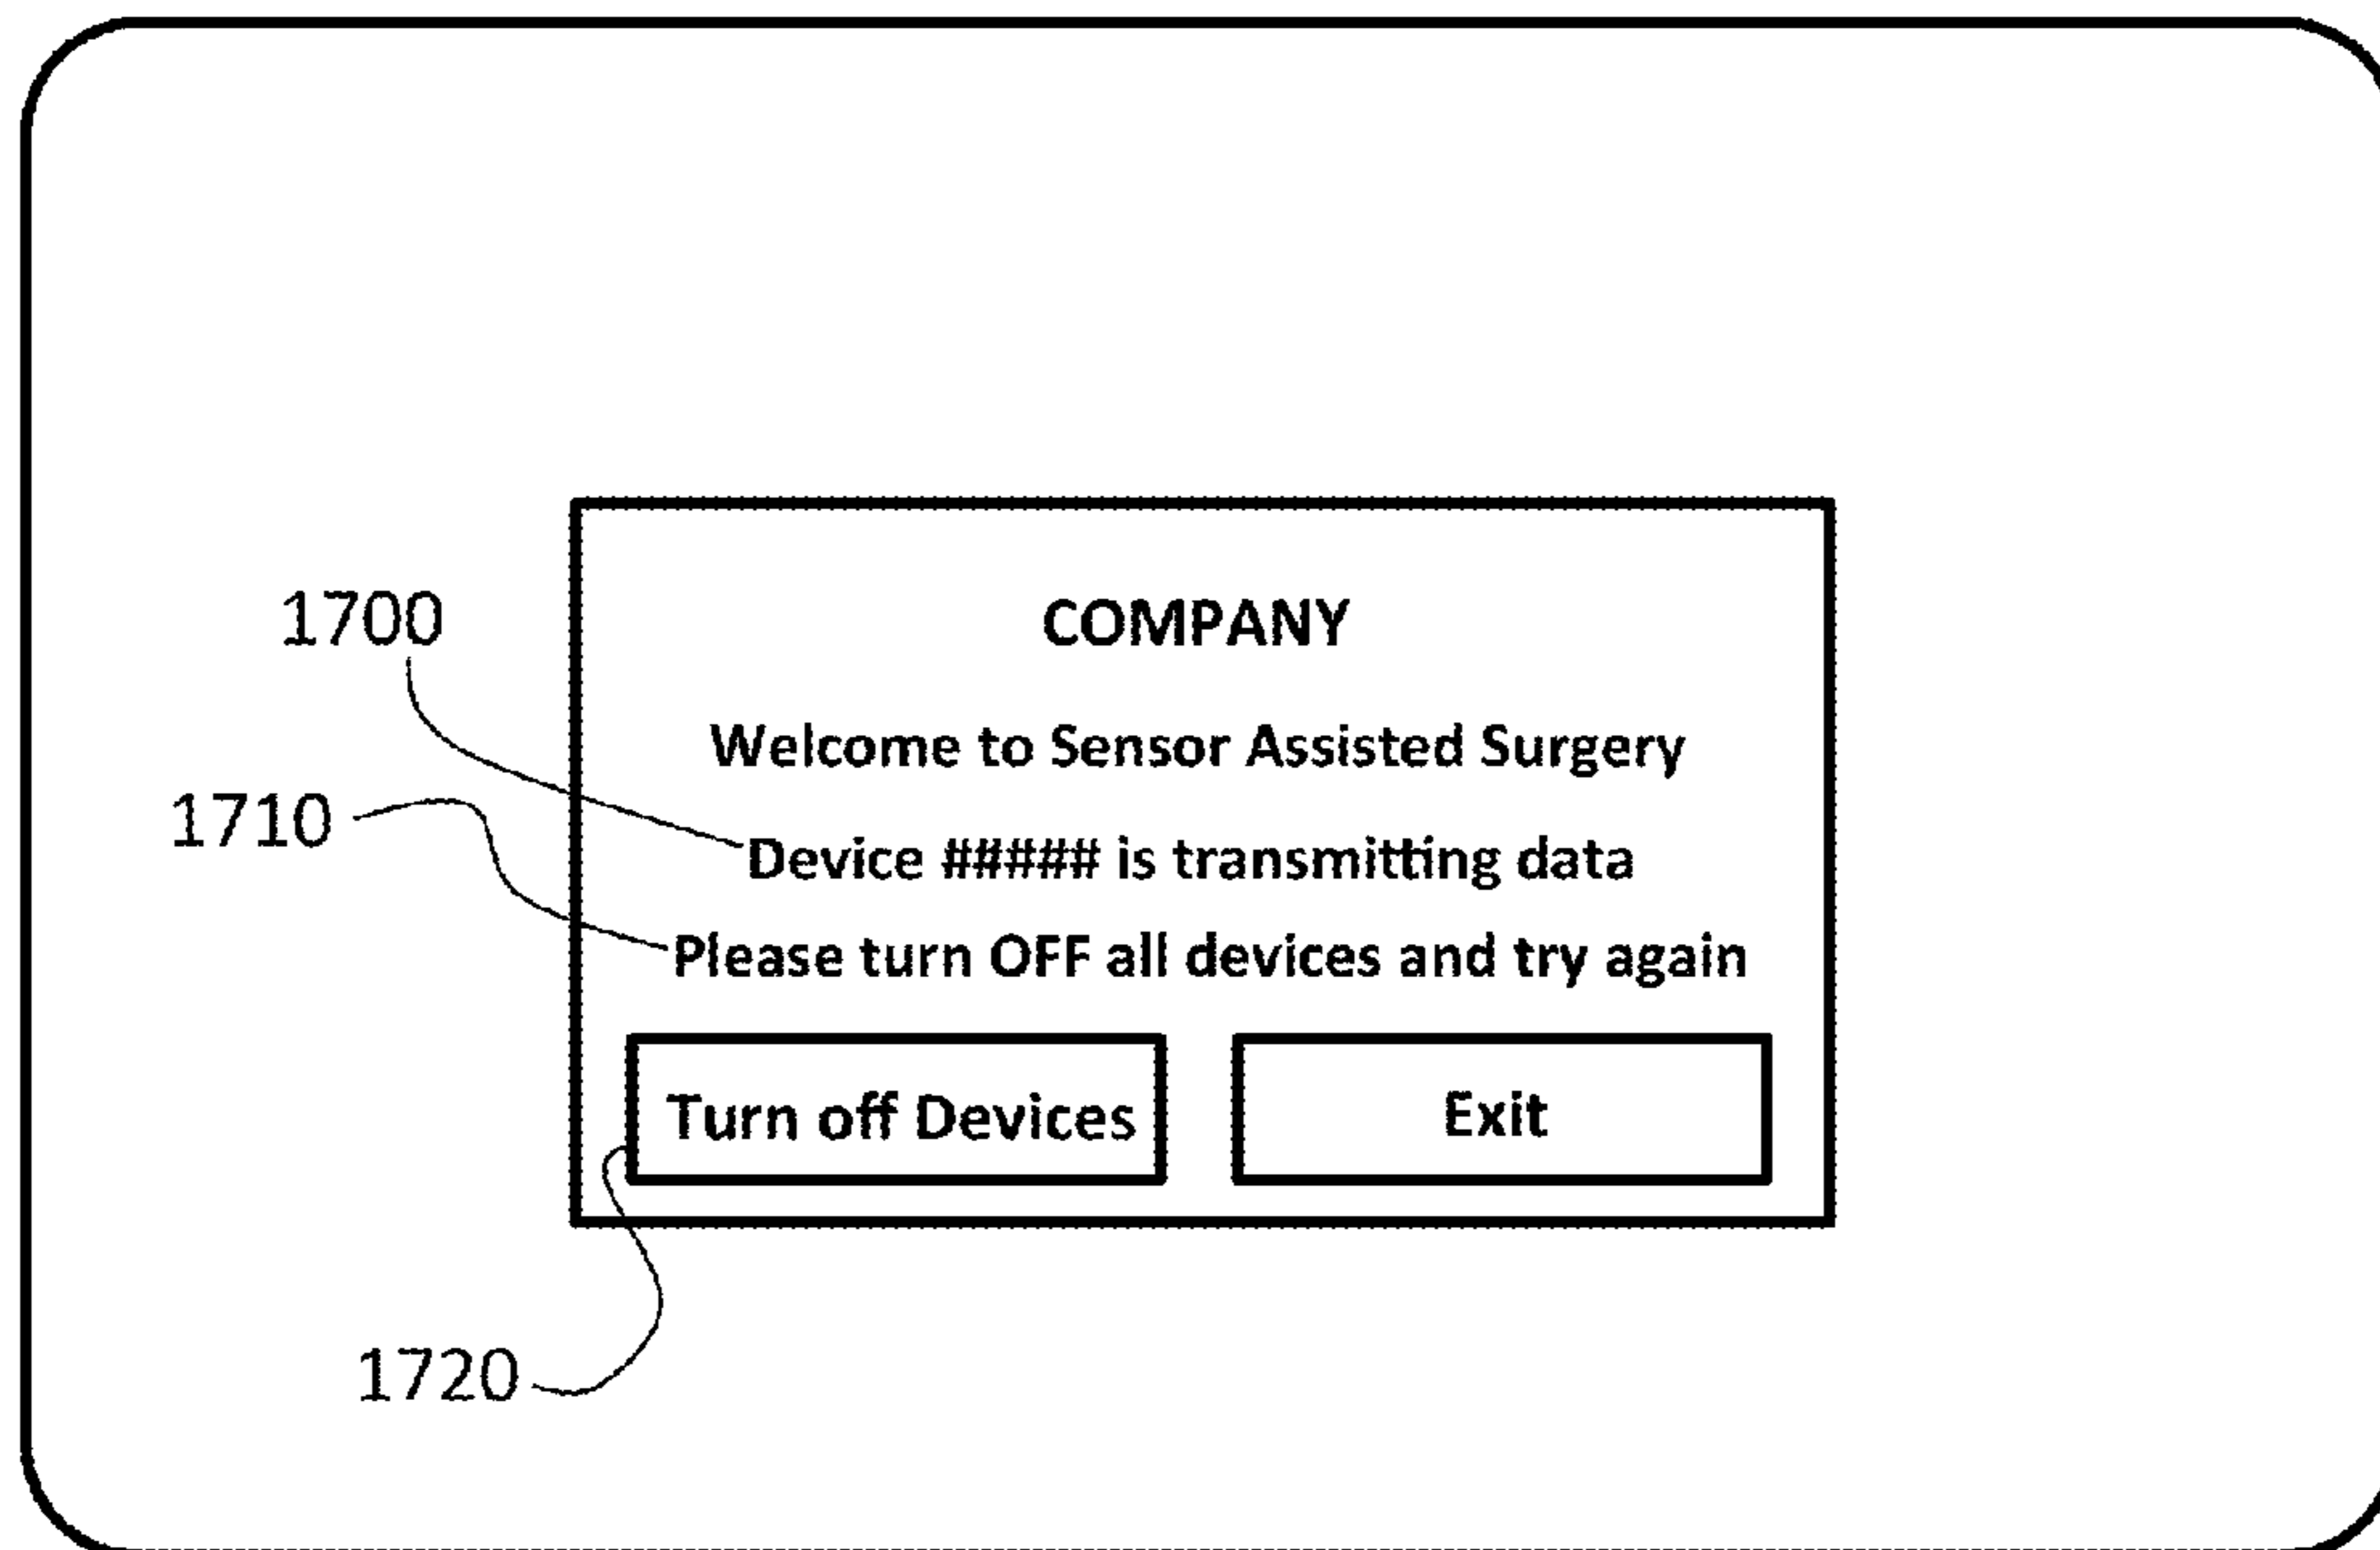 COMPANY
1700
Welcome to Sensor Assisted Surgery
1710
Device ##### is transmitting data
Please turn OFF all devices and try again
Turn off Devices
Exit
1720